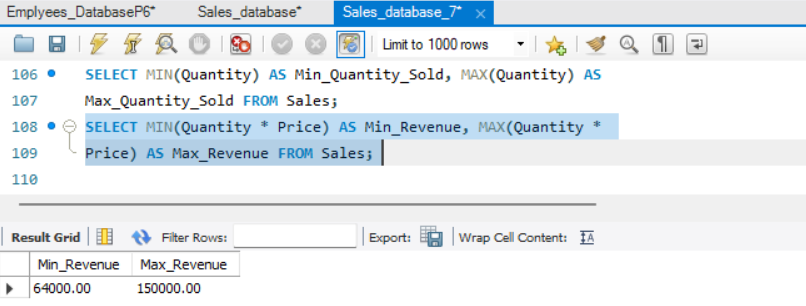 Emplyees_DatabaseP6* Sales_database* Sales_database_7* ×
Limit to 1000 rows
106 SELECT MIN(Quantity) AS Min_Quantity_Sold, MAX(Quantity) AS
107 Max_Quantity_Sold FROM Sales;
108 SELECT MIN(Quantity * Price) AS Min_Revenue, MAX(Quantity *
109 Price) AS Max_Revenue FROM Sales;
110
Result Grid Filter Rows: Export: Wrap Cell Content: IA
Min_Revenue Max_Revenue
64000.00 150000.00